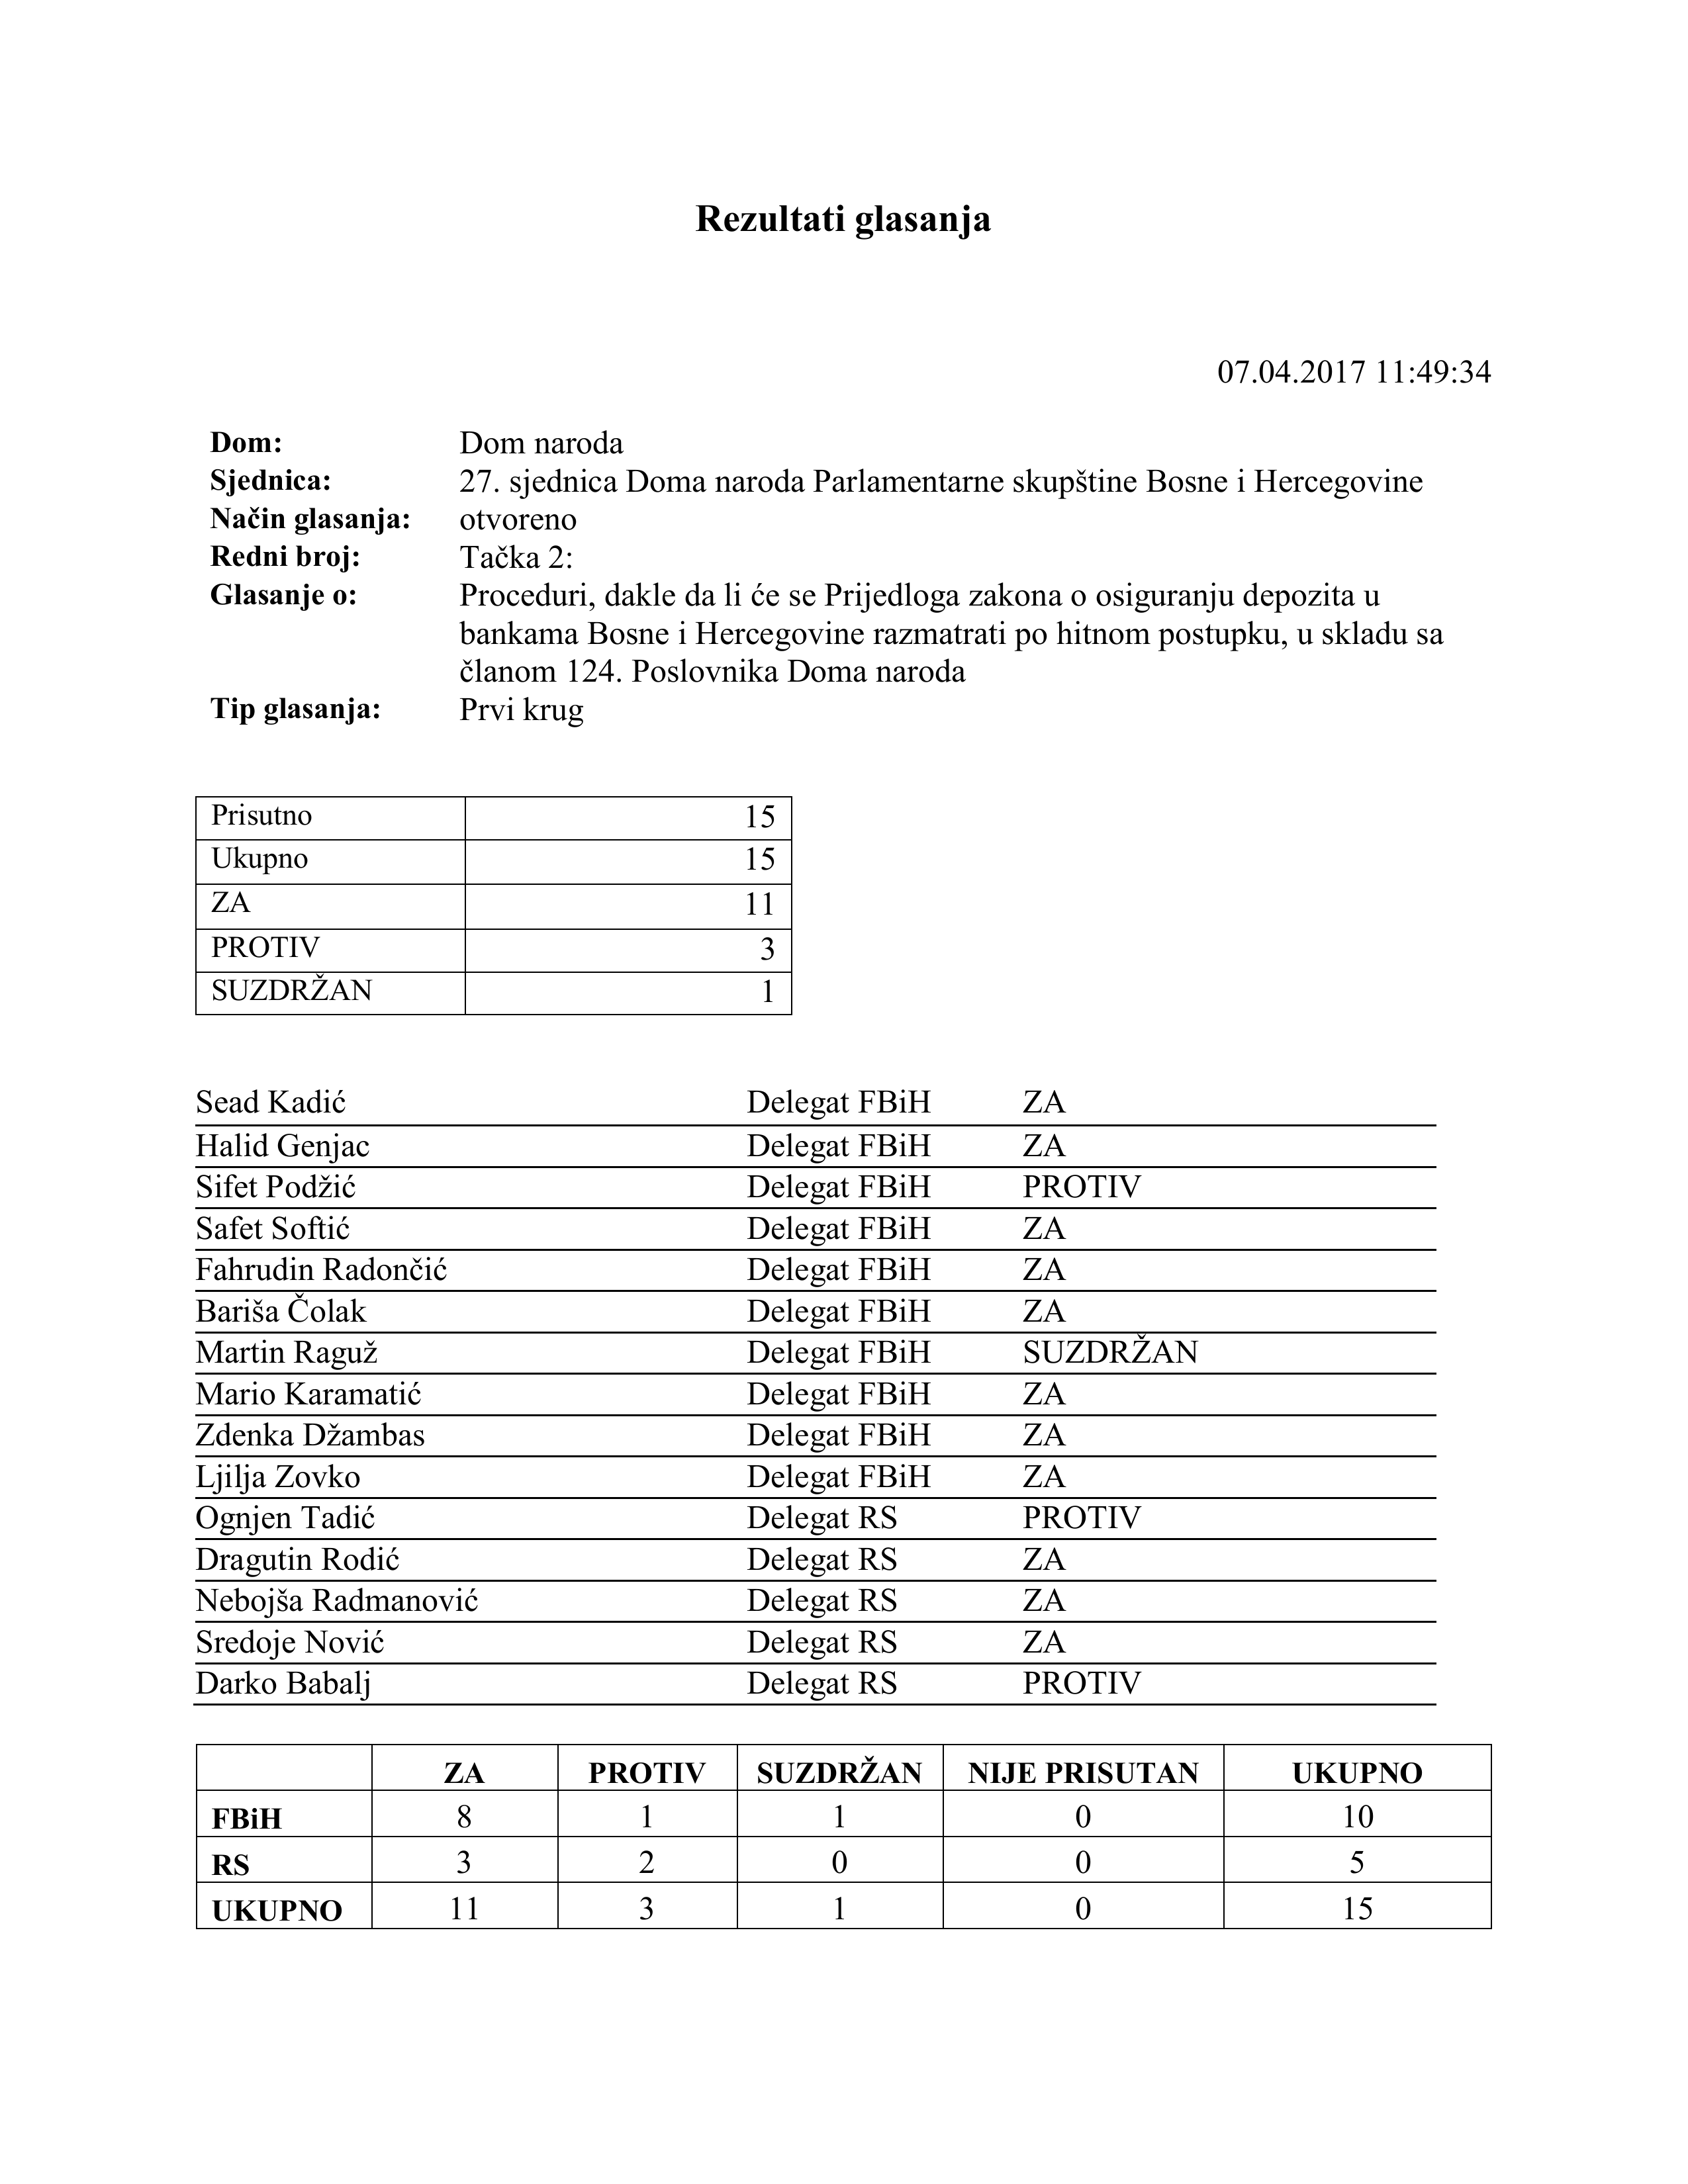 Rezultati glasanja
07.04.2017 11:49:34
Dom: Dom naroda
Sjednica: 27. sjednica Doma naroda Parlamentarne skupštine Bosne i Hercegovine
Način glasanja: otvoreno
Redni broj: Tačka 2:
Glasanje o: Proceduri, dakle da li će se Prijedloga zakona o osiguranju depozita u
bankama Bosne i Hercegovine razmatrati po hitnom postupku, u skladu sa
članom 124. Poslovnika Doma naroda
Tip glasanja: Prvi krug
Prisutno 15
Ukupno 15
ZA 11
PROTIV 3
SUZDRŽAN 1
Sead Kadić Delegat FBiH ZA
Halid Genjac Delegat FBiH ZA
Sifet Podžić Delegat FBiH PROTIV
Safet Softić Delegat FBiH ZA
Fahrudin Radončić Delegat FBiH ZA
Bariša Čolak Delegat FBiH ZA
Martin Raguž Delegat FBiH SUZDRŽAN
Mario Karamatić Delegat FBiH ZA
Zdenka Džambas Delegat FBiH ZA
Ljilja Zovko Delegat FBiH ZA
Ognjen Tadić Delegat RS PROTIV
Dragutin Rodić Delegat RS ZA
Nebojša Radmanović Delegat RS ZA
Sredoje Nović Delegat RS ZA
Darko Babalj Delegat RS PROTIV
ZA PROTIV SUZDRŽAN NIJE PRISUTAN UKUPNO
FBiH 8 1 1 0 10
RS 3 2 0 0 5
UKUPNO 11 3 1 0 15